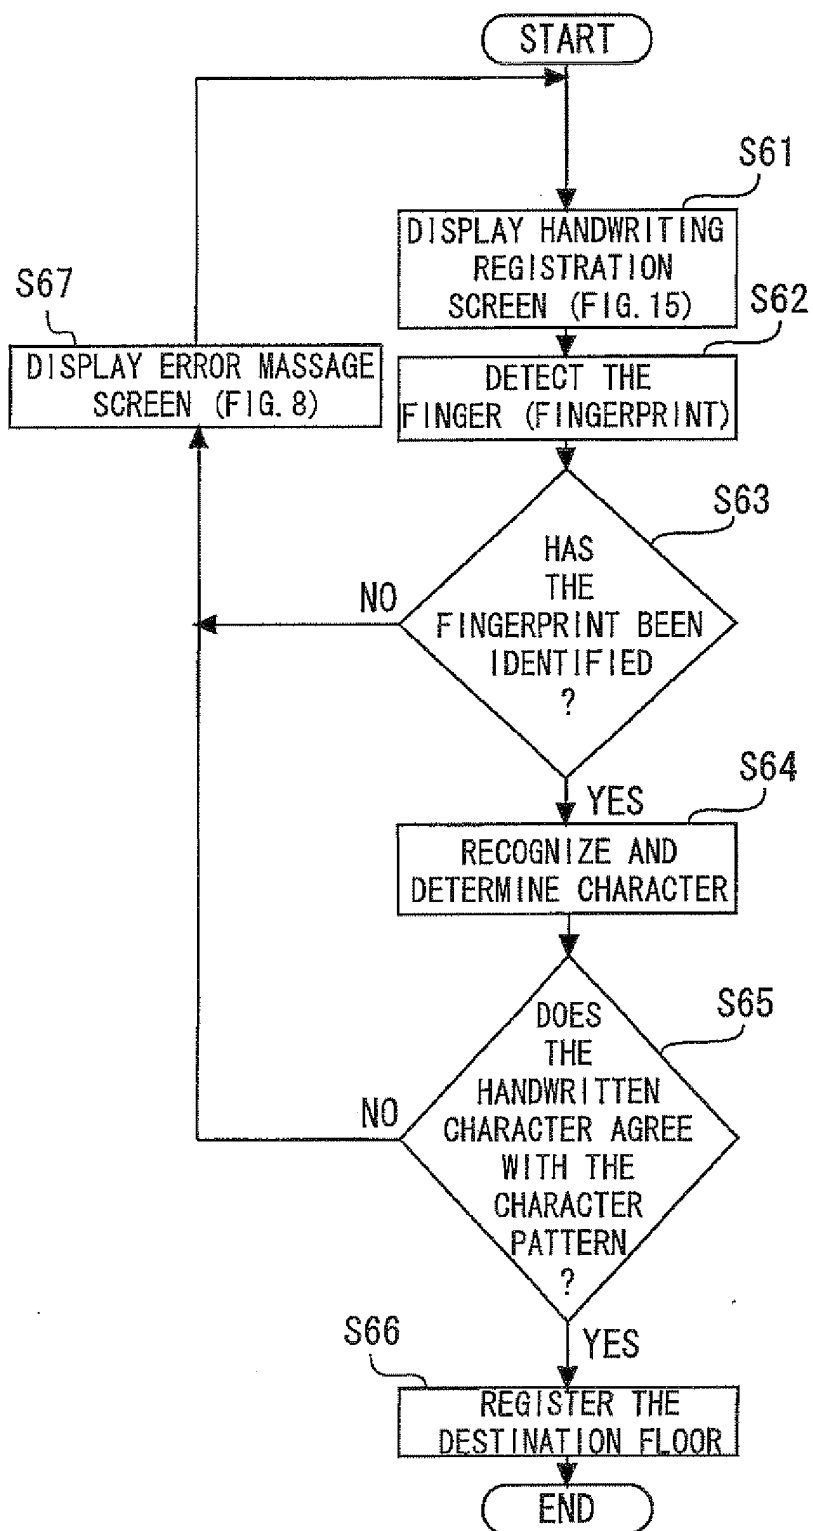 START
S61
DISPLAY HANDWRITING
REGISTRATION
SCREEN (FIG. 15)
S67
DISPLAY ERROR MASSAGE
SCREEN (FIG. 8)
S62
DETECT THE
FINGER (FINGERPRINT)
S63
HAS
THE
FINGERPRINT BEEN
IDENTIFIED
?
NO
YES
S64
RECOGNIZE AND
DETERMINE CHARACTER
S65
DOES
THE
HANDWRITTEN
CHARACTER AGREE
WITH THE
CHARACTER
PATTERN
?
NO
YES
S66
REGISTER THE
DESTINATION FLOOR
END